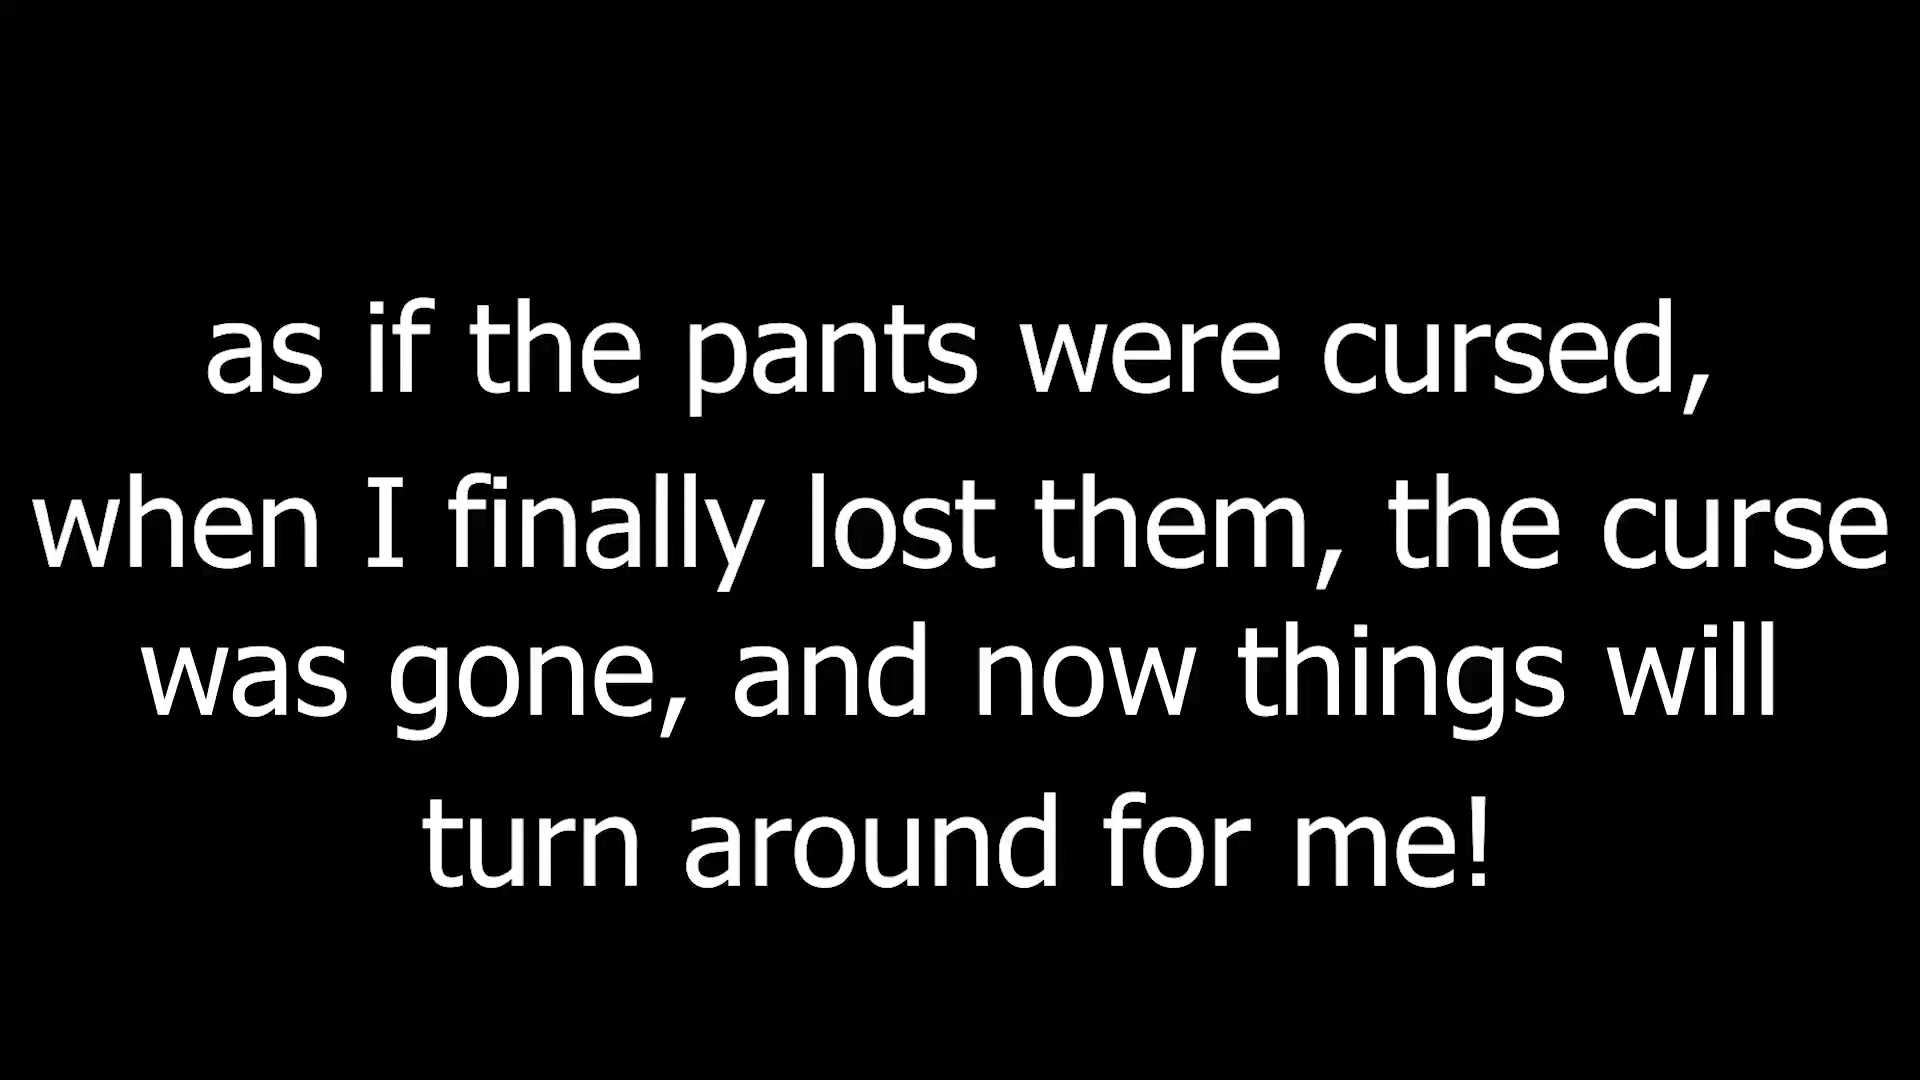 as if the pants were cursed,
when I finally lost them, the curse
was gone, and now things will
turn around for me!